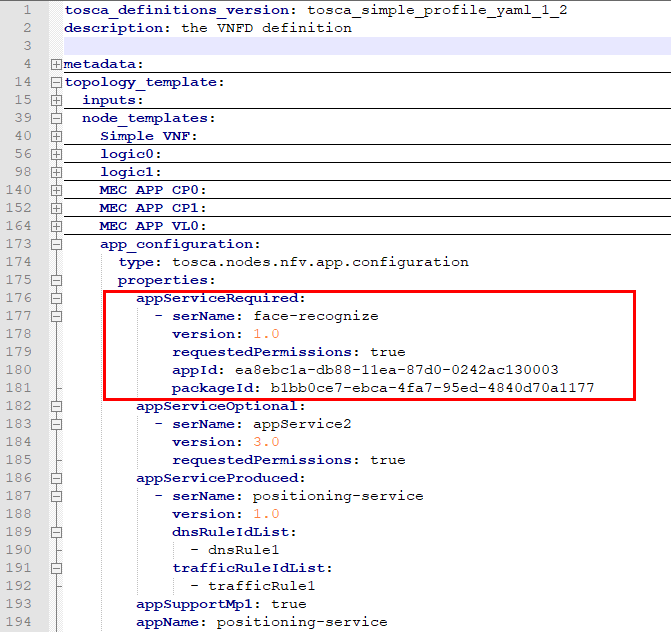 1 tosca_definitions_version: tosca_simple_profile_yaml_1_2
2 description: the VNFD definition
3
4 metadata:
14 topology_template:
15 inputs:
39 node_templates:
40 Simple VNF:
56 logic0:
98 logic1:
140 MEC APP CP0:
152 MEC APP CP1:
164 MEC APP VL0:
173 app_configuration:
174 type: tosca.nodes.nfv.app.configuration
175 properties:
176 appServiceRequired:
177 - serName: face-recognize
178 version: 1.0
179 requestedPermissions: true
180 appId: ea8ebc1a-db88-11ea-87d0-0242ac130003
181 packageId: b1bb0ce7-ebca-4fa7-95ed-4840d70a1177
182 appServiceOptional:
183 - serName: appService2
184 version: 3.0
185 requestedPermissions: true
186 appServiceProduced:
187 - serName: positioning-service
188 version: 1.0
189 dnsRuleIdList:
190 - dnsRule1
191 trafficRuleIdList:
192 - trafficRule1
193 appSupportMp1: true
194 appName: positioning-service